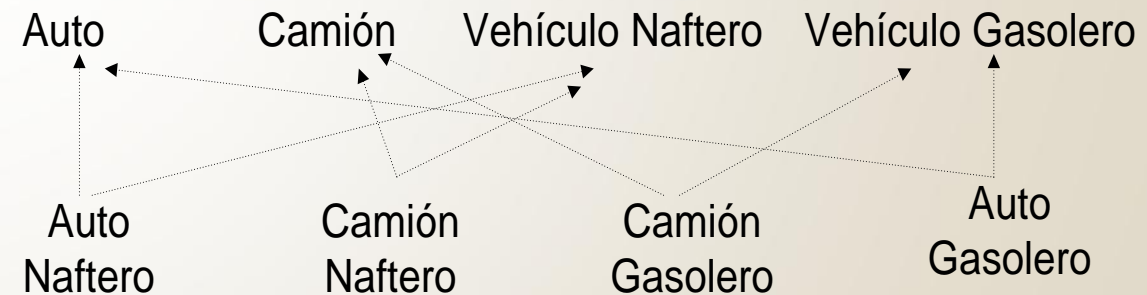 Auto Camión Vehículo Naftero Vehículo Gasolero
Auto
Naftero
Camión
Naftero
Camión
Gasolero
Auto
Gasolero